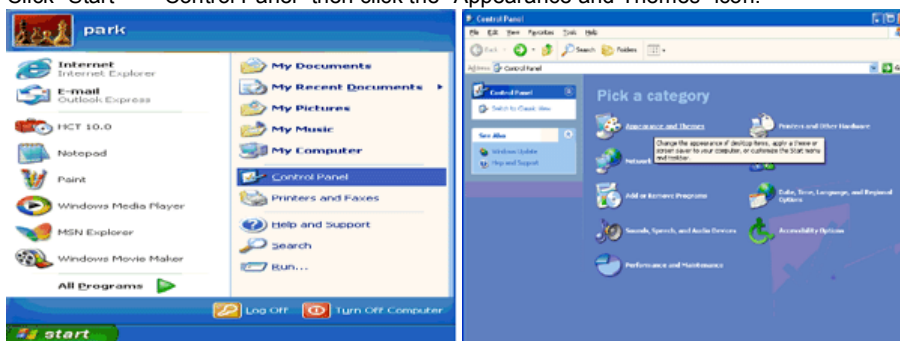 Click "Start" "Control Panel" then click the "Appearance and Themes" icon.
park
Internet
Internet Explorer
E-mail
Outlook Express
HCT 10.0
Notepad
Paint
Windows Media Player
MSN Explorer
Windows Movie Maker
All Programs
My Documents
My Recent Documents
My Pictures
My Music
My Computer
Control Panel
Printers and Faxes
Help and Support
Search
Run...
Log Off
Turn Off Computer
start
Control Panel
File Edit View Favorites Tools Help
Back
Search
Folders
Address
Control Panel
Control Panel
Switch to Classic View
See Also
Windows Update
Help and Support
Pick a category
Appearance and Themes
Printers and Other Hardware
Change the appearance of desktop items, apply a theme or
screen saver to your computer, or customize the Start menu
and taskbar.
Network
Add or Remove Programs
Date, Time, Language, and Regional
Options
Sounds, Speech, and Audio Devices
Accessibility Options
Performance and Maintenance